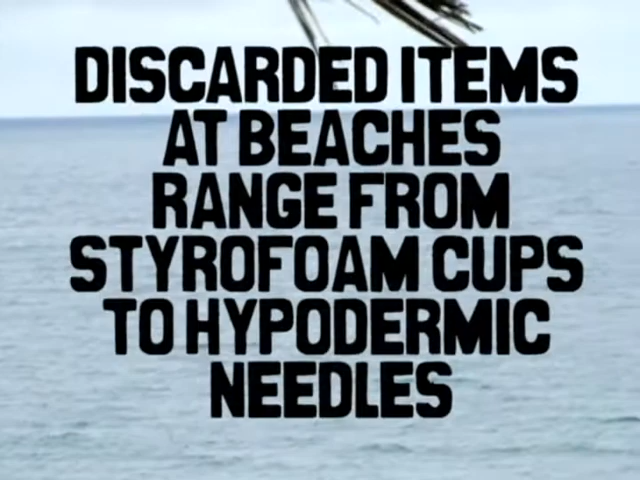 DISCARDED ITEMS
AT BEACHES
RANGE FROM
STYROFOAM CUPS
TO HYPODERMIC
NEEDLES